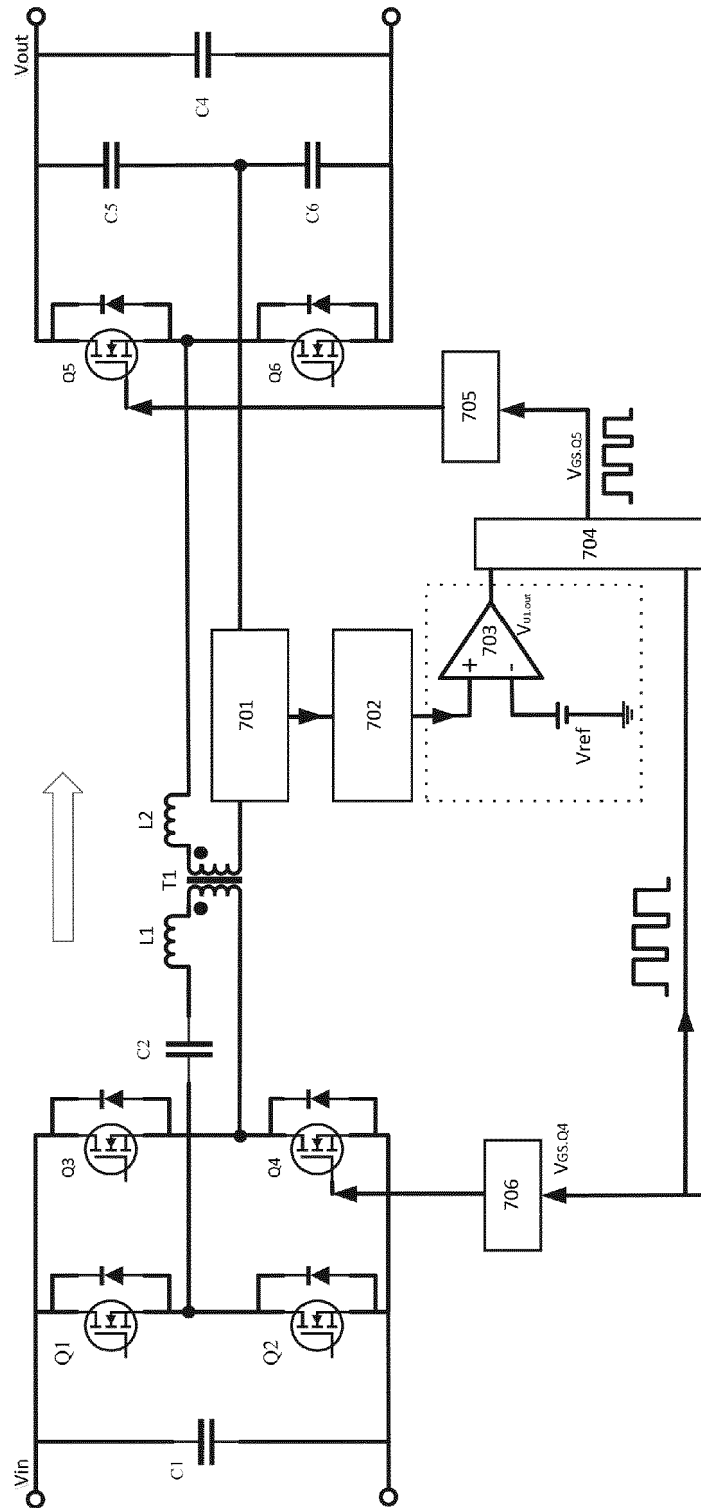 Vin
C1
Q1
Q2
Q3
Q4
C2
L1
T1
L2
Q5
Q6
C5
C6
C4
Vout
701
702
703
+
-
VU1.out
Vref
704
VGS.Q5
705
706
VGS.Q4